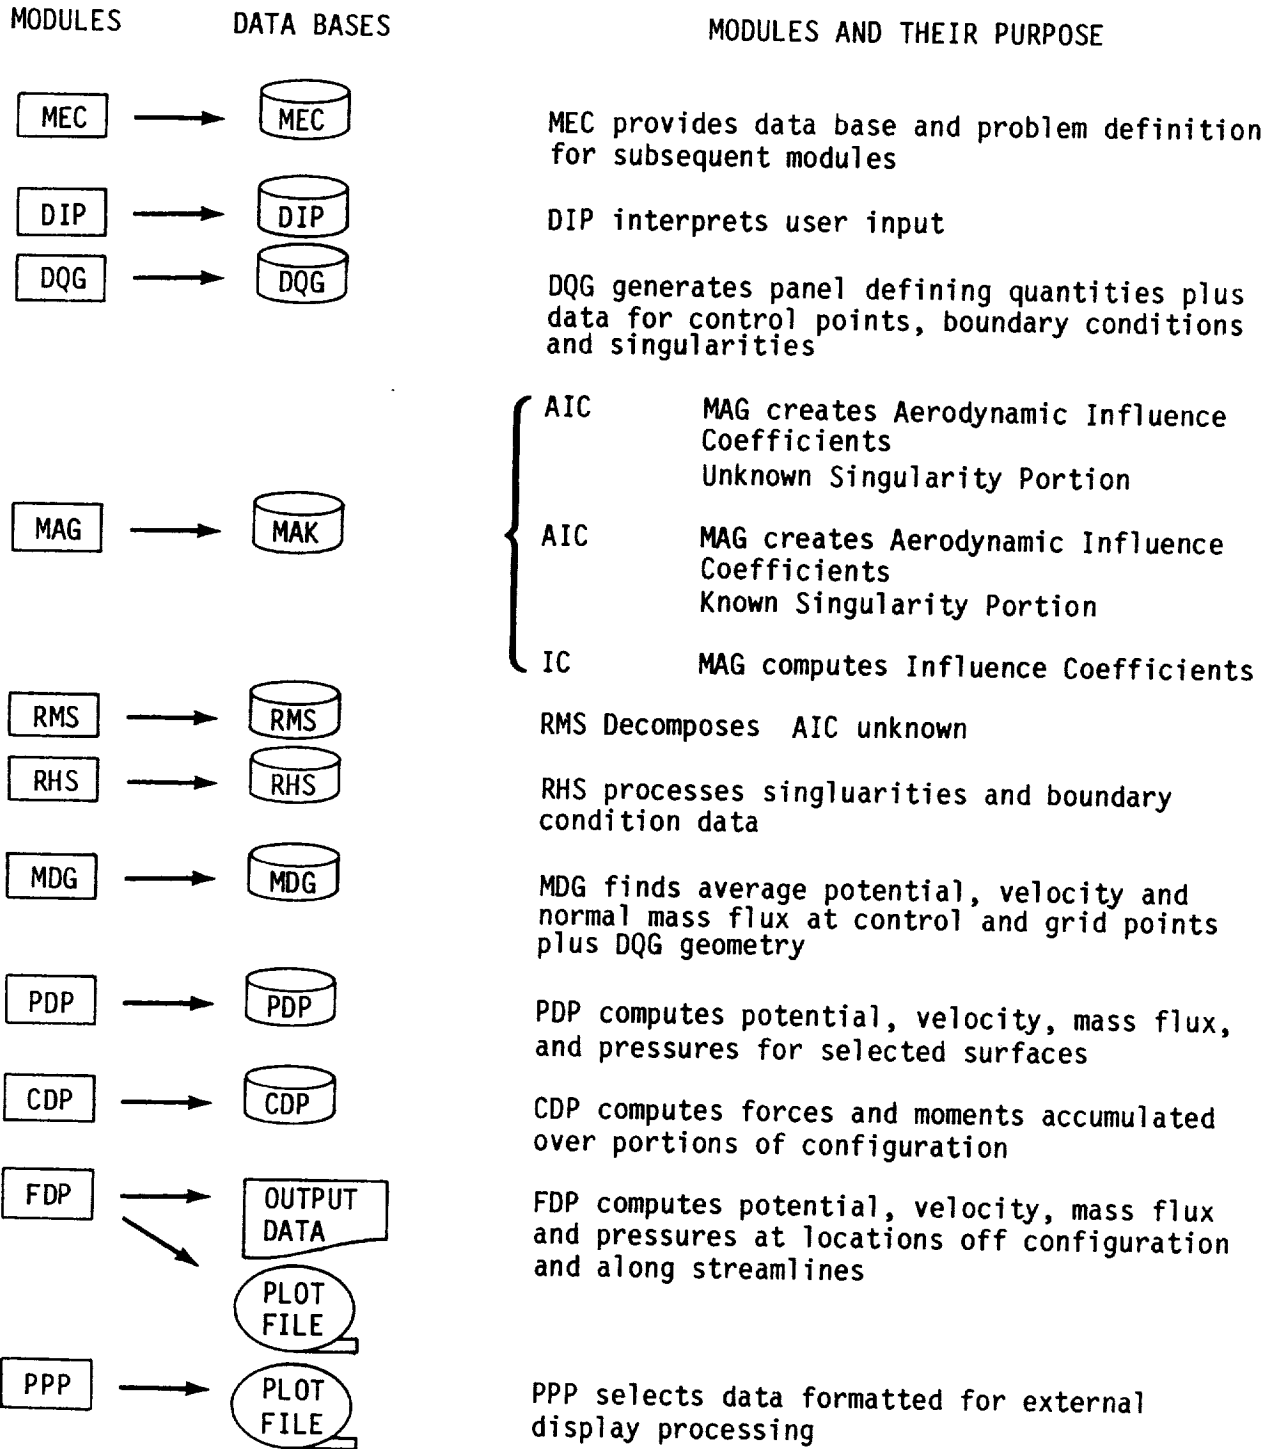 MODULES DATA BASES MODULES AND THEIR PURPOSE
MEC MEC MEC provides data base and problem definition
for subsequent modules
DIP DIP DIP interprets user input
DQG DQG DQG generates panel defining quantities plus
data for control points, boundary conditions
and singularities
AIC MAG creates Aerodynamic Influence
Coefficients
Unknown Singularity Portion
MAG MAK AIC MAG creates Aerodynamic Influence
Coefficients
Known Singularity Portion
IC MAG computes Influence Coefficients
RMS RMS RMS Decomposes AIC unknown
RHS RHS RHS processes singluarities and boundary
condition data
MDG MDG MDG finds average potential, velocity and
normal mass flux at control and grid points
plus DQG geometry
PDP PDP PDP computes potential, velocity, mass flux,
and pressures for selected surfaces
CDP CDP CDP computes forces and moments accumulated
over portions of configuration
FDP OUTPUT FDP computes potential, velocity, mass flux
DATA and pressures at locations off configuration
and along streamlines
PLOT
FILE
PPP PLOT PPP selects data formatted for external
FILE display processing